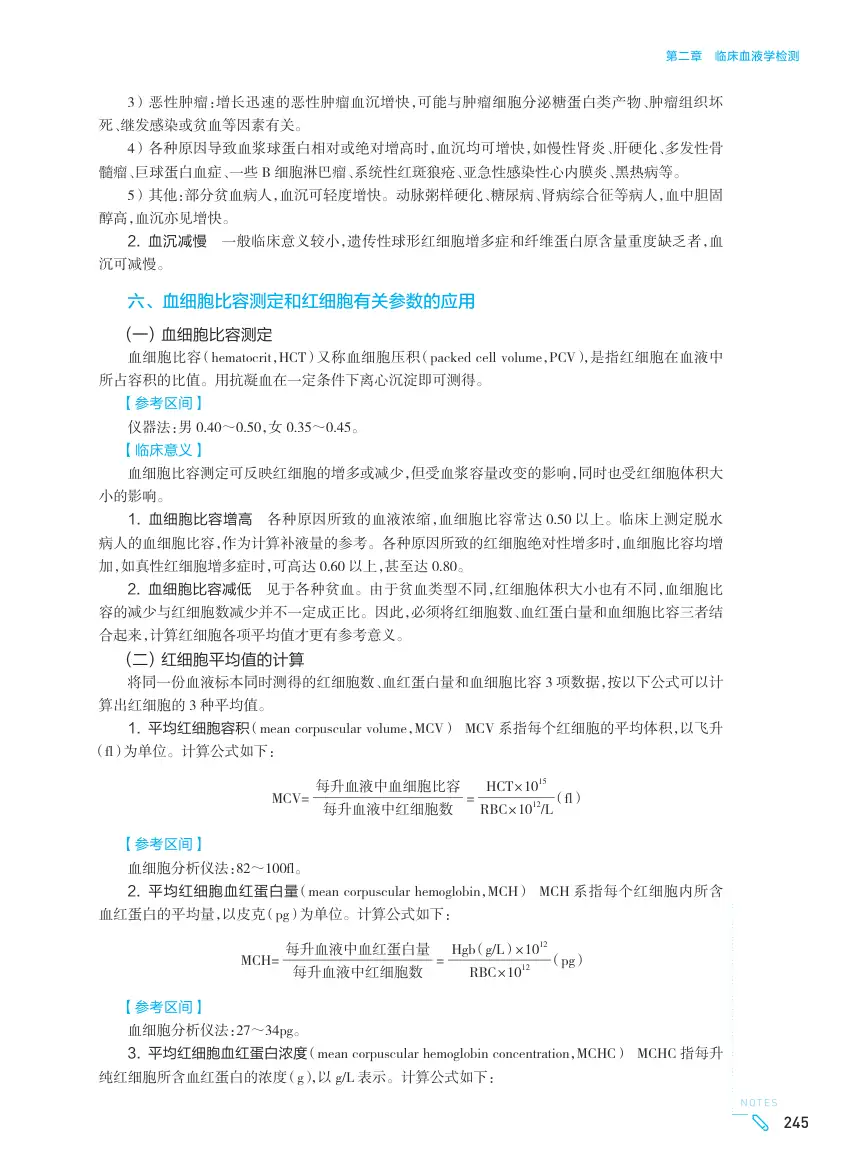 第二章　临床血液学检测
3）恶性肿瘤：增长迅速的恶性肿瘤血沉增快，可能与肿瘤细胞分泌糖蛋白类产物、肿瘤组织坏
死、继发感染或贫血等因素有关。
4）各种原因导致血浆球蛋白相对或绝对增高时，血沉均可增快，如慢性肾炎、肝硬化、多发性骨
髓瘤、巨球蛋白血症、一些 B 细胞淋巴瘤、系统性红斑狼疮、亚急性感染性心内膜炎、黑热病等。
5）其他：部分贫血病人，血沉可轻度增快。动脉粥样硬化、糖尿病、肾病综合征等病人，血中胆固
醇高，血沉亦见增快。
2. 血沉减慢　一般临床意义较小，遗传性球形红细胞增多症和纤维蛋白原含量重度缺乏者，血
沉可减慢。
六、血细胞比容测定和红细胞有关参数的应用
（一）血细胞比容测定
血细胞比容（hematocrit，HCT）又称血细胞压积（packed cell volume，PCV），是指红细胞在血液中
所占容积的比值。用抗凝血在一定条件下离心沉淀即可测得。
【参考区间】
仪器法：男 0.40～0.50，女 0.35～0.45。
【临床意义】
血细胞比容测定可反映红细胞的增多或减少，但受血浆容量改变的影响，同时也受红细胞体积大
小的影响。
1. 血细胞比容增高　各种原因所致的血液浓缩，血细胞比容常达 0.50 以上。临床上测定脱水
病人的血细胞比容，作为计算补液量的参考。各种原因所致的红细胞绝对性增多时，血细胞比容均增
加，如真性红细胞增多症时，可高达 0.60 以上，甚至达 0.80。
2. 血细胞比容减低　见于各种贫血。由于贫血类型不同，红细胞体积大小也有不同，血细胞比
容的减少与红细胞数减少并不一定成正比。因此，必须将红细胞数、血红蛋白量和血细胞比容三者结
合起来，计算红细胞各项平均值才更有参考意义。
（二）红细胞平均值的计算
将同一份血液标本同时测得的红细胞数、血红蛋白量和血细胞比容 3 项数据，按以下公式可以计
算出红细胞的 3 种平均值。
1. 平均红细胞容积（mean corpuscular volume，MCV）　MCV 系指每个红细胞的平均体积，以飞升
（fl）为单位。计算公式如下：
MCV=每升血液中血细胞比容/每升血液中红细胞数=HCT×10¹⁵/RBC×10¹²/L（fl）
【参考区间】
血细胞分析仪法：82～100fl。
2. 平均红细胞血红蛋白量（mean corpuscular hemoglobin，MCH）　MCH 系指每个红细胞内所含
血红蛋白的平均量，以皮克（pg）为单位。计算公式如下：
MCH=每升血液中血红蛋白量/每升血液中红细胞数=Hgb（g/L）×10¹²/RBC×10¹²（pg）
【参考区间】
血细胞分析仪法：27～34pg。
3. 平均红细胞血红蛋白浓度（mean corpuscular hemoglobin concentration，MCHC）　MCHC 指每升
纯红细胞所含血红蛋白的浓度（g），以 g/L 表示。计算公式如下：
NOTES
245